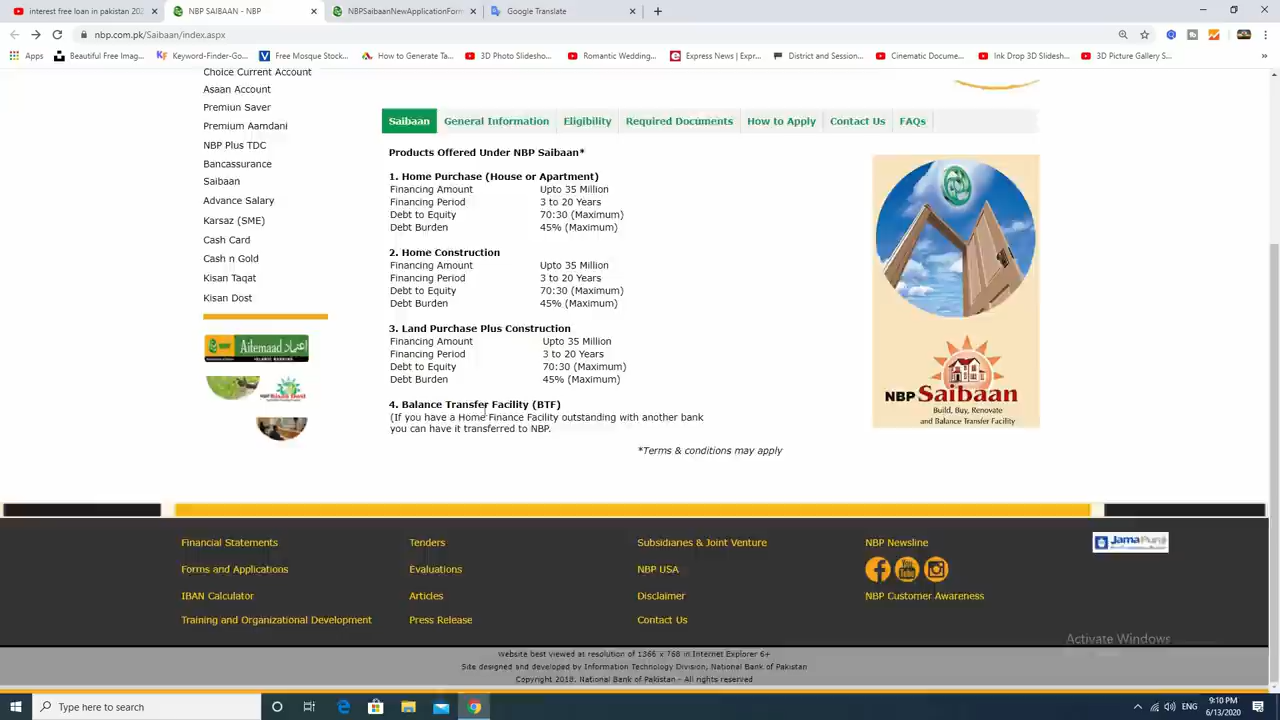 interest free loan in pakistan 202
NBP SAIBAAN - NBP
NBPSaibaanNewApplicationForm
Google Translate
nbp.com.pk/Saibaan/index.aspx
Apps
Beautiful Free Imag...
Keyword-Finder-Go...
Free Mosque Stock...
How to Generate Ta...
3D Photo Slidesho...
Romantic Wedding...
Express News | Expr...
District and Session...
Cinematic Docume...
Ink Drop 3D Slidesh...
3D Picture Gallery S...
Choice Current Account
Asaan Account
Premiun Saver
Premium Aamdani
NBP Plus TDC
Bancassurance
Saibaan
Advance Salary
Karsaz (SME)
Cash Card
Cash n Gold
Kisan Taqat
Kisan Dost
Aitemaad اعتماد
Saibaan
General Information
Eligibility
Required Documents
How to Apply
Contact Us
FAQs
Products Offered Under NBP Saibaan*
1. Home Purchase (House or Apartment)
Financing Amount Upto 35 Million
Financing Period 3 to 20 Years
Debt to Equity 70:30 (Maximum)
Debt Burden 45% (Maximum)
2. Home Construction
Financing Amount Upto 35 Million
Financing Period 3 to 20 Years
Debt to Equity 70:30 (Maximum)
Debt Burden 45% (Maximum)
3. Land Purchase Plus Construction
Financing Amount Upto 35 Million
Financing Period 3 to 20 Years
Debt to Equity 70:30 (Maximum)
Debt Burden 45% (Maximum)
4. Balance Transfer Facility (BTF)
(If you have a Home Finance Facility outstanding with another bank
you can have it transferred to NBP.
*Terms & conditions may apply
NBP Saibaan
Build, Buy, Renovate
and Balance Transfer Facility
Financial Statements
Forms and Applications
IBAN Calculator
Training and Organizational Development
Tenders
Evaluations
Articles
Press Release
Subsidiaries & Joint Venture
NBP USA
Disclaimer
Contact Us
NBP Newsline
NBP Customer Awareness
Jama Punji
Activate Windows
Website best viewed at resolution of 1366 x 768 in Internet Explorer 6+
Site designed and developed by Information Technology Division, National Bank of Pakistan
Copyright 2018. National Bank of Pakistan - All rights reserved
Type here to search
ENG
9:10 PM
6/13/2020